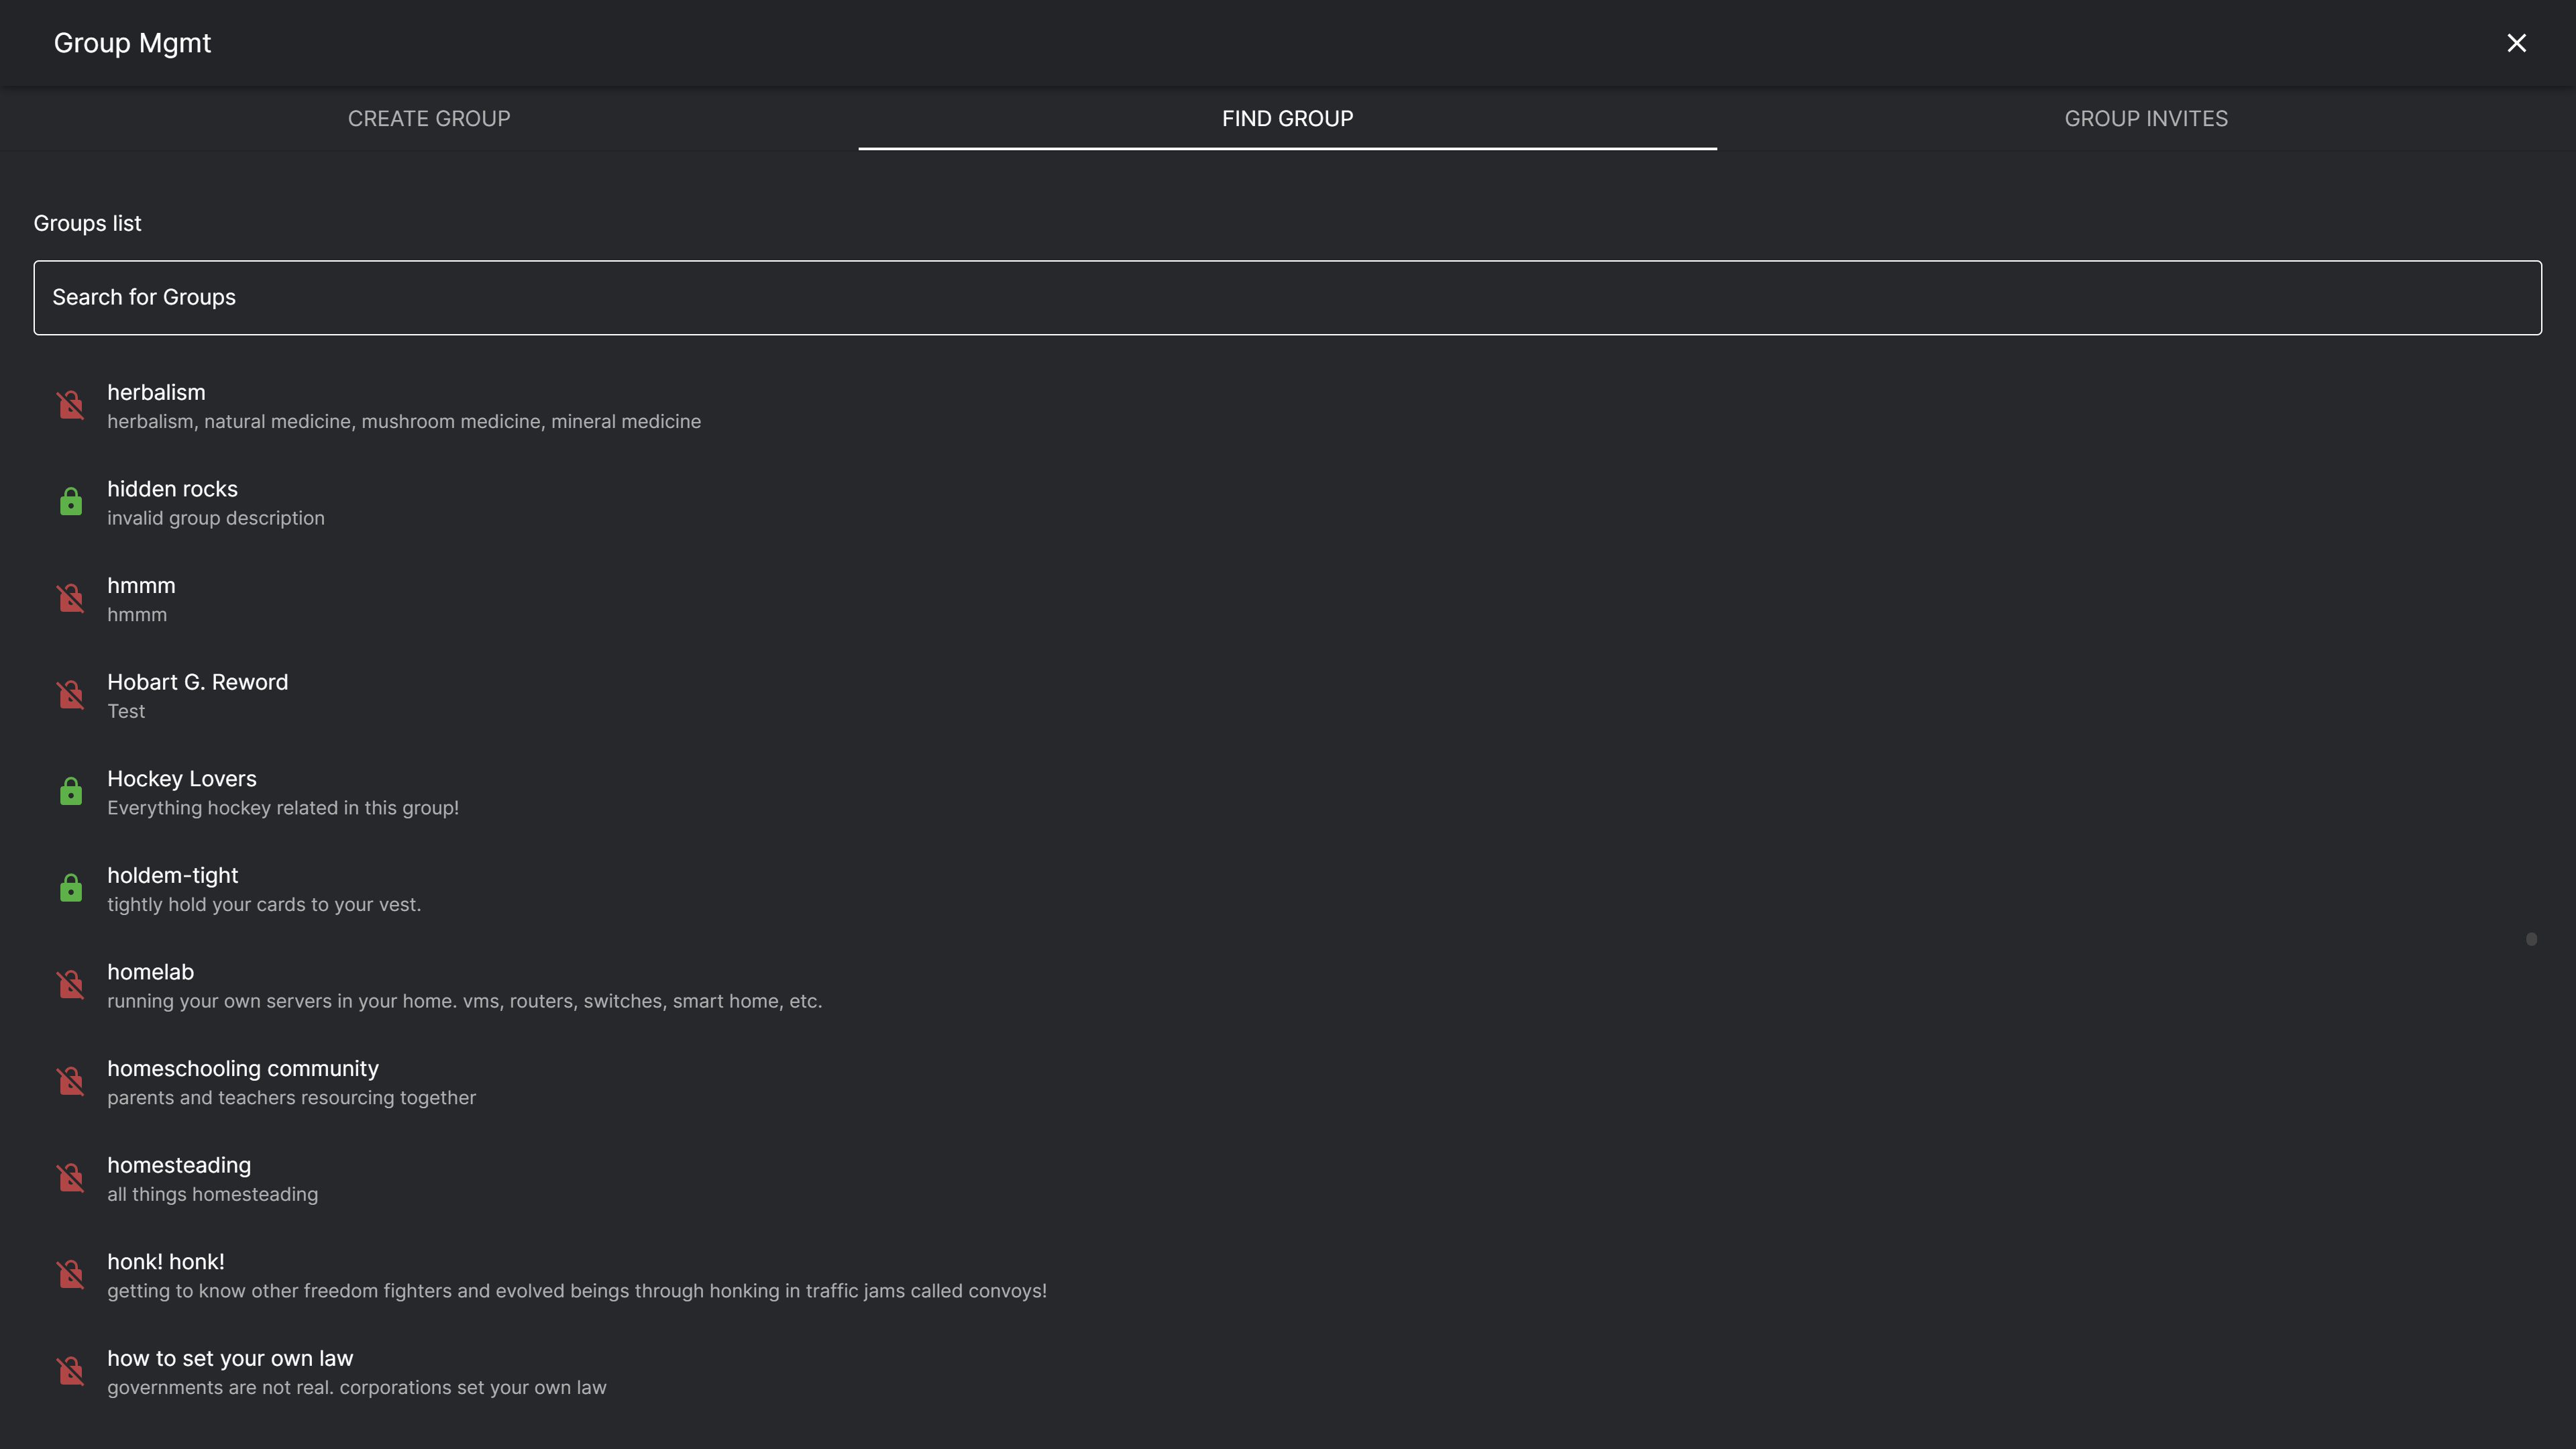 Group Mgmt
CREATE GROUP
FIND GROUP
GROUP INVITES
Groups list
Search for Groups
herbalism
herbalism, natural medicine, mushroom medicine, mineral medicine
hidden rocks
invalid group description
hmmm
hmmm
Hobart G. Reword
Test
Hockey Lovers
Everything hockey related in this group!
holdem-tight
tightly hold your cards to your vest.
homelab
running your own servers in your home. vms, routers, switches, smart home, etc.
homeschooling community
parents and teachers resourcing together
homesteading
all things homesteading
honk! honk!
getting to know other freedom fighters and evolved beings through honking in traffic jams called convoys!
how to set your own law
governments are not real. corporations set your own law